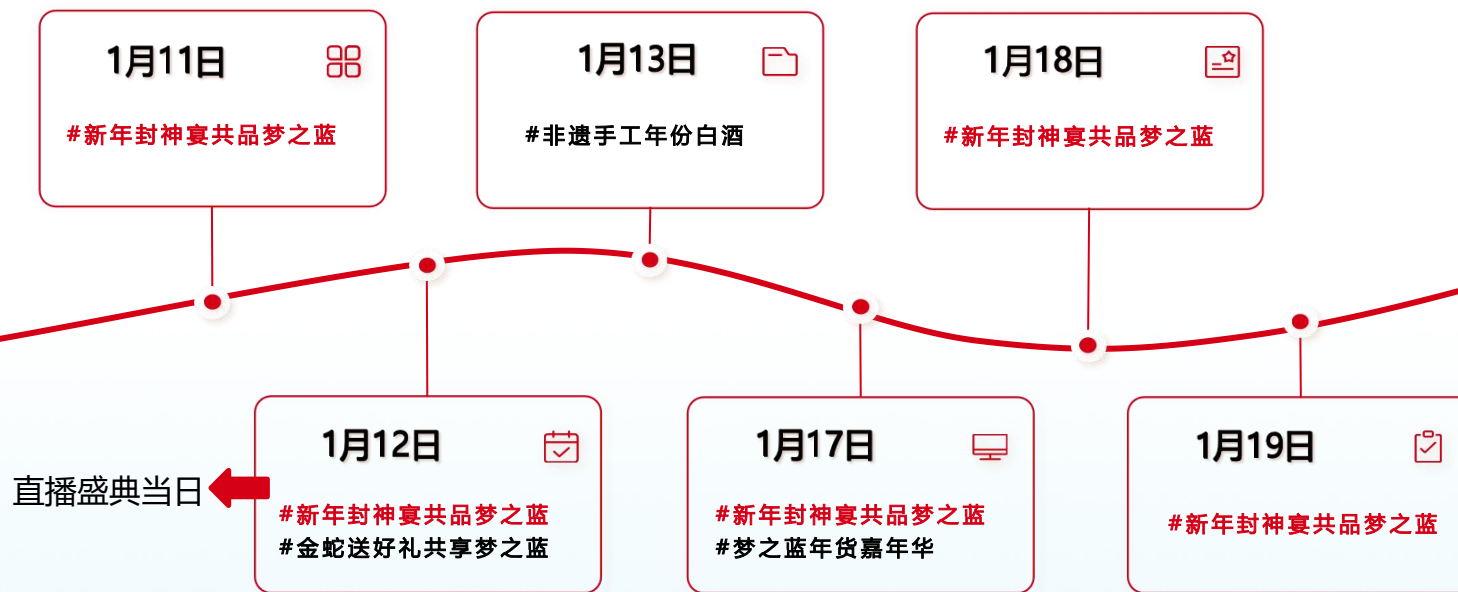 1月11日
#新年封神宴共品梦之蓝
1月13日
#非遗手工年份白酒
1月18日
#新年封神宴共品梦之蓝
直播盛典当日
1月12日
#新年封神宴共品梦之蓝
#金蛇送好礼共享梦之蓝
1月17日
#新年封神宴共品梦之蓝
#梦之蓝年货嘉年华
1月19日
#新年封神宴共品梦之蓝